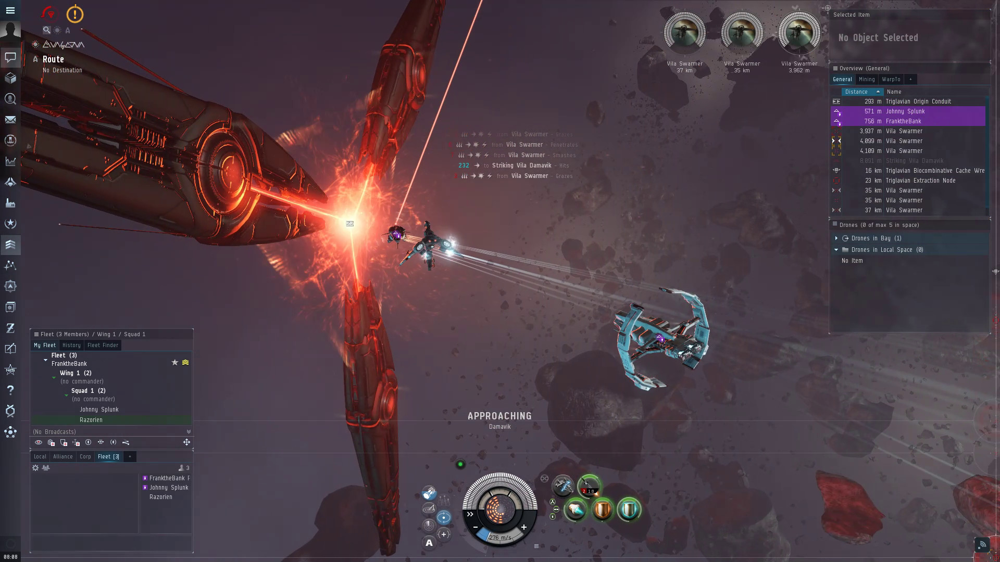 A
A Route
No Destination
Vila Swarmer
37 km
Vila Swarmer
35 km
Vila Swarmer
3,962 m
Selected Item
No Object Selected
Overview (General)
General Mining WarpTo +
Distance Name
293 m Triglavian Origin Conduit
571 m Johnny Splunk
756 m FranktheBank
3,937 m Vila Swarmer
4,099 m Vila Swarmer
4,109 m Vila Swarmer
8,091 m Striking Vila Damavik
16 km Triglavian Biocombinative Cache Wre
23 km Triglavian Extraction Node
35 km Vila Swarmer
35 km Vila Swarmer
37 km Vila Swarmer
Drones (0 of max 5 in space)
Drones in Bay (1)
Drones in Local Space (0)
No Item
from Vila Swarmer - Grazes
from Vila Swarmer - Penetrates
from Vila Swarmer - Smashes
232 to Striking Vila Damavik - Hits
from Vila Swarmer - Grazes
Fleet (3 Members) / Wing 1 / Squad 1
My Fleet History Fleet Finder
Fleet (3)
FranktheBank
Wing 1 (2)
(no commander)
Squad 1 (2)
(no commander)
Johnny Splunk
Razorien
(No Broadcasts)
Local Alliance Corp Fleet [3] +
3
FranktheBank F
Johnny Splunk
Razorien
APPROACHING
Damavik
2 18
276 m/s
A
NES
08:08